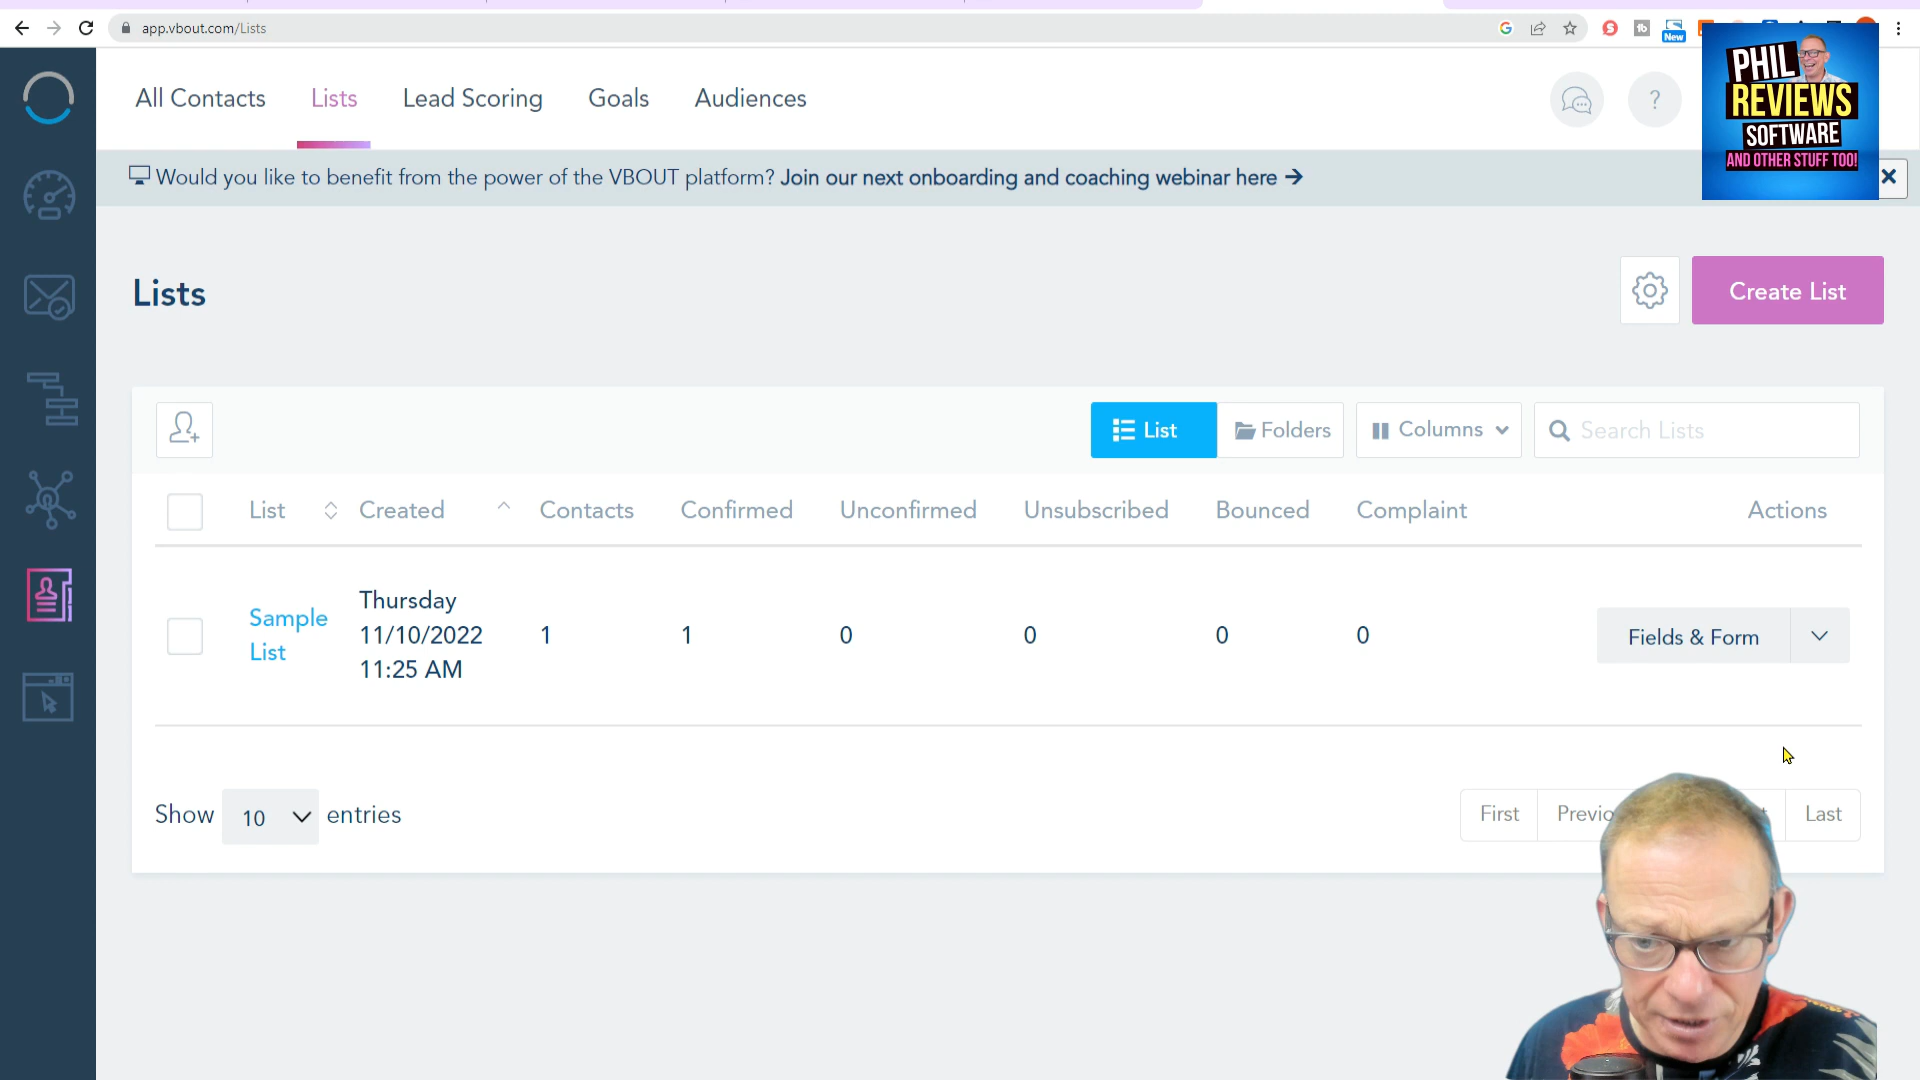 app.vbout.com/Lists
New
All Contacts
Lists
Lead Scoring
Goals
Audiences
?
PHIL
REVIEWS
SOFTWARE
AND OTHER STUFF TOO!
Would you like to benefit from the power of the VBOUT platform? Join our next onboarding and coaching webinar here →
Lists
Create List
List
Folders
Columns
Search Lists
List
Created
Contacts
Confirmed
Unconfirmed
Unsubscribed
Bounced
Complaint
Actions
Sample
List
Thursday
11/10/2022
11:25 AM
1
1
0
0
0
0
Fields & Form
Show
10
entries
First
Previo
Last